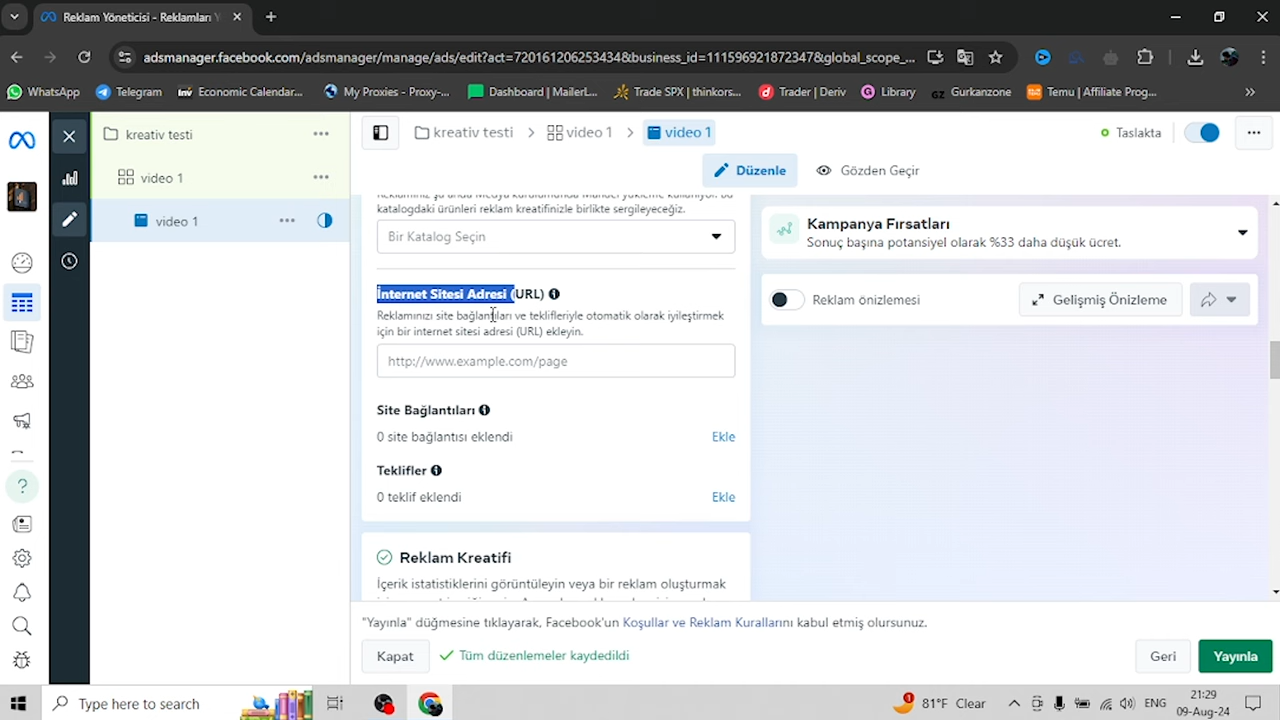 Reklam Yöneticisi - Reklamları Y
adsmanager.facebook.com/adsmanager/manage/ads/edit?act=720161206253434&business_id=1115969218723478&global_scope_...
WhatsApp
Telegram
Economic Calendar...
My Proxies - Proxy-...
Dashboard | MailerL...
Trade SPX | thinkors...
Trader | Deriv
Library
GZ Gurkanzone
Temu | Affiliate Prog...
kreativ testi
video 1
video 1
kreativ testi
video 1
video 1
Taslakta
Düzenle
Gözden Geçir
katalogdaki ürünleri reklam kreatifinizle birlikte sergileyeceğiz.
Bir Katalog Seçin
İnternet Sitesi Adresi (URL)
Reklamınızı site bağlantıları ve teklifleriyle otomatik olarak iyileştirmek
için bir internet sitesi adresi (URL) ekleyin.
http://www.example.com/page
Site Bağlantıları
0 site bağlantısı eklendi
Ekle
Teklifler
0 teklif eklendi
Ekle
Reklam Kreatifi
İçerik istatistiklerini görüntüleyin veya bir reklam oluşturmak
Kampanya Fırsatları
Sonuç başına potansiyel olarak %33 daha düşük ücret.
Reklam önizlemesi
Gelişmiş Önizleme
"Yayınla" düğmesine tıklayarak, Facebook'un Koşullar ve Reklam Kurallarını kabul etmiş olursunuz.
Kapat
Tüm düzenlemeler kaydedildi
Geri
Yayınla
Type here to search
81°F Clear
ENG
21:29
09-Aug-24